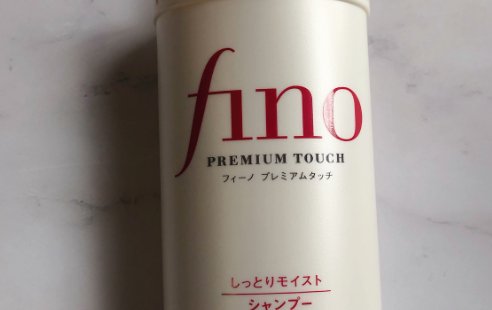 fino
PREMIUM TOUCH
フィーノ プレミアムタッチ
しっとりモイスト
シャンプー